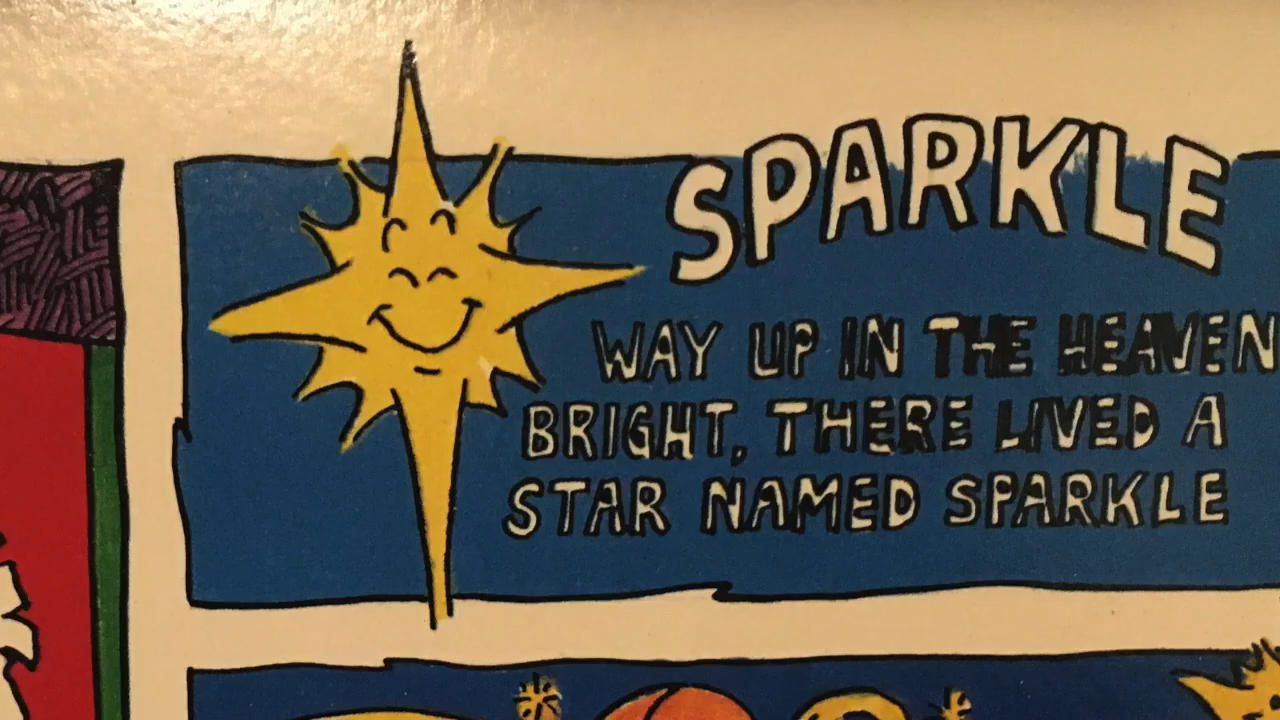 SPARKLE
WAY UP IN THE HEAVEN
BRIGHT, THERE LIVED A
STAR NAMED SPARKLE